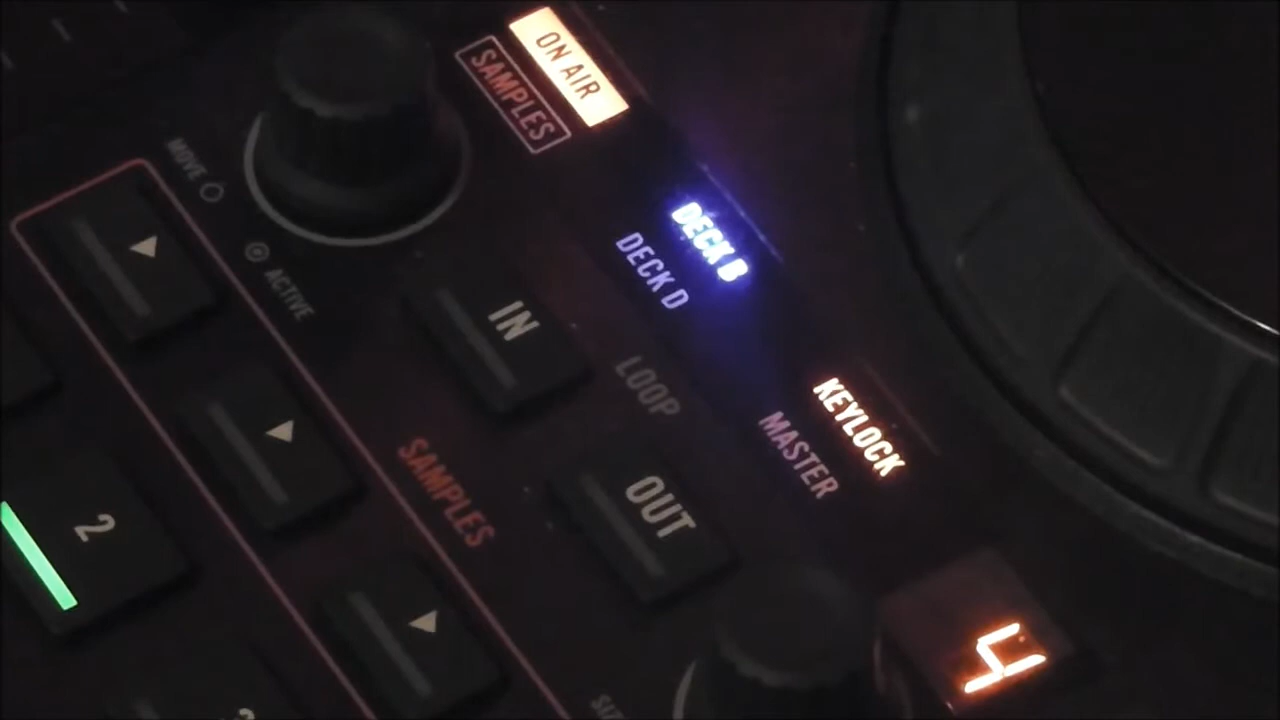 ON AIR
SAMPLES
MOVE
ACTIVE
DECK B
DECK D
IN
LOOP
OUT
KEYLOCK
MASTER
SAMPLES
2
4